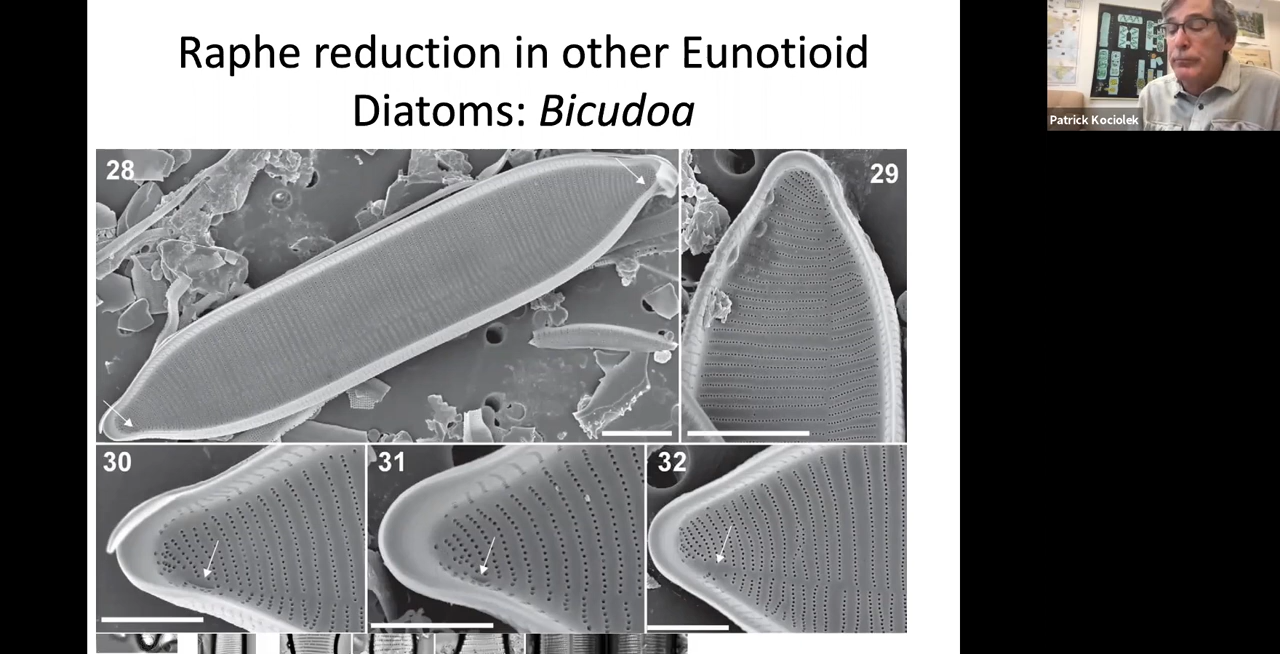 Raphe reduction in other Eunotioid
Diatoms: Bicudoa
Patrick Kociolek
28
29
30
31
32